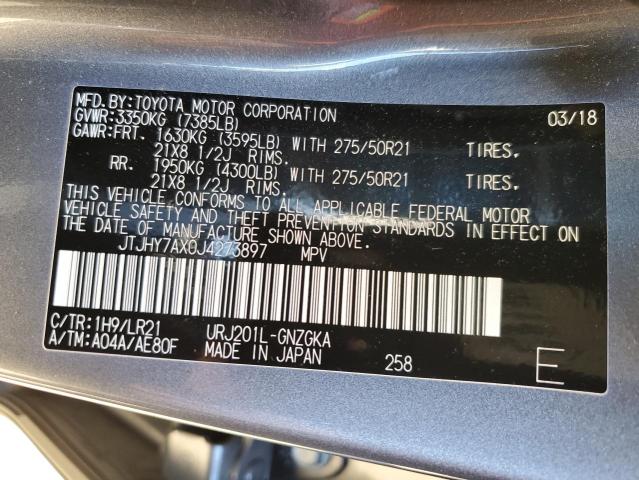 MFD.BY:TOYOTA MOTOR CORPORATION 03/18
GVWR:3350KG (7385LB)
GAWR:FRT. 1630KG (3595LB) WITH 275/50R21 TIRES.
21X8 1/2J RIMS.
RR. 1950KG (4300LB) WITH 275/50R21 TIRES.
21X8 1/2J RIMS.
THIS VEHICLE CONFORMS TO ALL APPLICABLE FEDERAL MOTOR
VEHICLE SAFETY AND THEFT PREVENTION STANDARDS IN EFFECT ON
THE DATE OF MANUFACTURE SHOWN ABOVE.
JTJHY7AX0J4273897 MPV
C/TR:1H9/LR21 URJ201L-GNZGKA
A/TM:A04A/AE80F MADE IN JAPAN 258 E